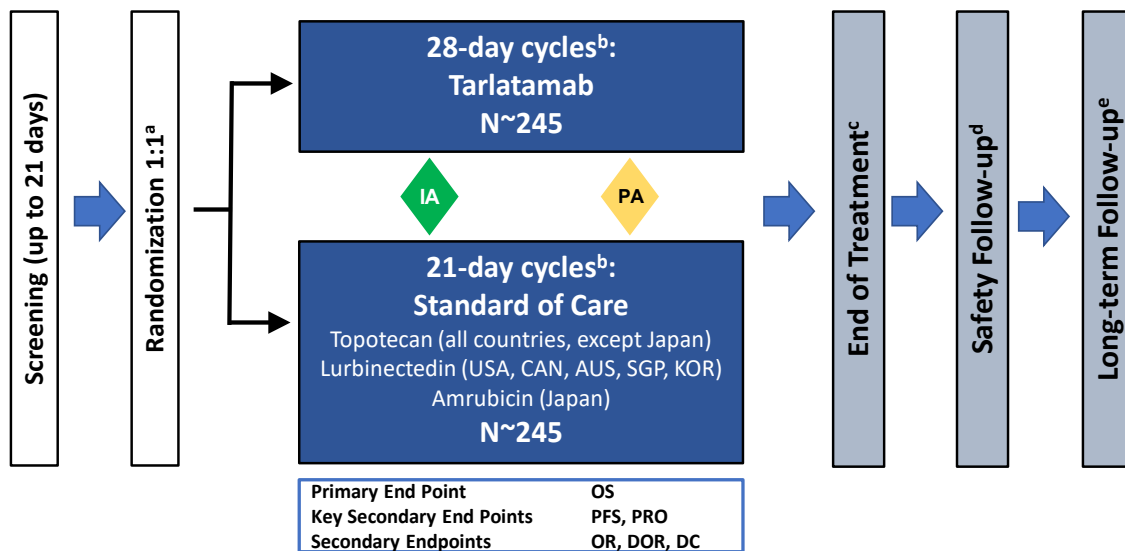 Screening (up to 21 days)
Randomization 1:1ᵃ
28-day cyclesᵇ:
Tarlatamab
N~245
IA
PA
21-day cyclesᵇ:
Standard of Care
Topotecan (all countries, except Japan)
Lurbinectedin (USA, CAN, AUS, SGP, KOR)
Amrubicin (Japan)
N~245
Primary End Point OS
Key Secondary End Points PFS, PRO
Secondary Endpoints OR, DOR, DC
End of Treatmentᶜ
Safety Follow-upᵈ
Long-term Follow-upᵉ